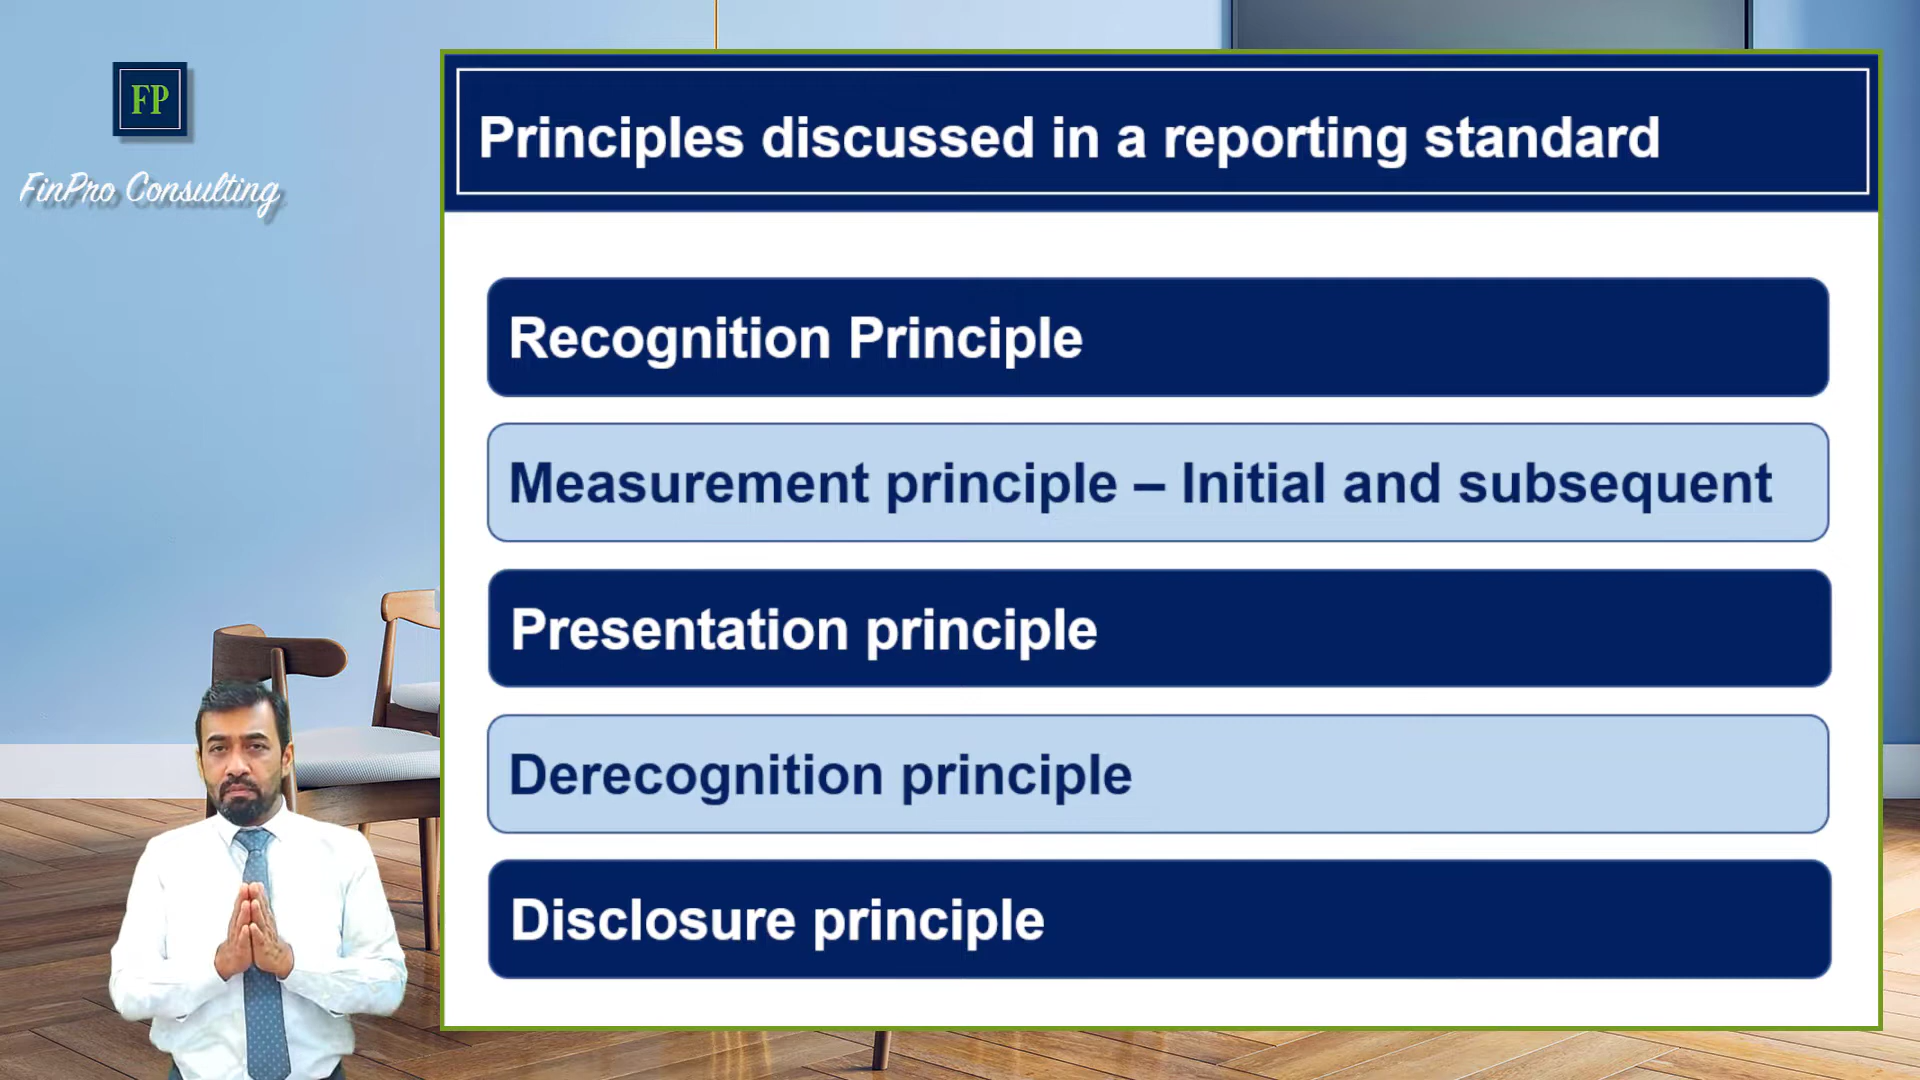 FP
FinPro Consulting
Principles discussed in a reporting standard
Recognition Principle
Measurement principle – Initial and subsequent
Presentation principle
Derecognition principle
Disclosure principle